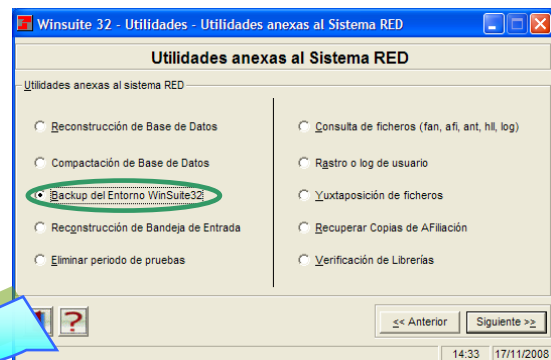 Winsuite 32 - Utilidades - Utilidades anexas al Sistema RED
Utilidades anexas al Sistema RED
Utilidades anexas al sistema RED
Reconstrucción de Base de Datos
Compactación de Base de Datos
Backup del Entorno WinSuite32
Recgnstrucción de Bandeja de Entrada
Eliminar periodo de pruebas
Consulta de ficheros (fan, afi, ant, hll, log)
Rastro o log de usuario
Yuxtaposición de ficheros
Recuperar Copias de AFiliación
Verificación de Librerías
?
<< Anterior
Siguiente >>
14:33 17/11/2008